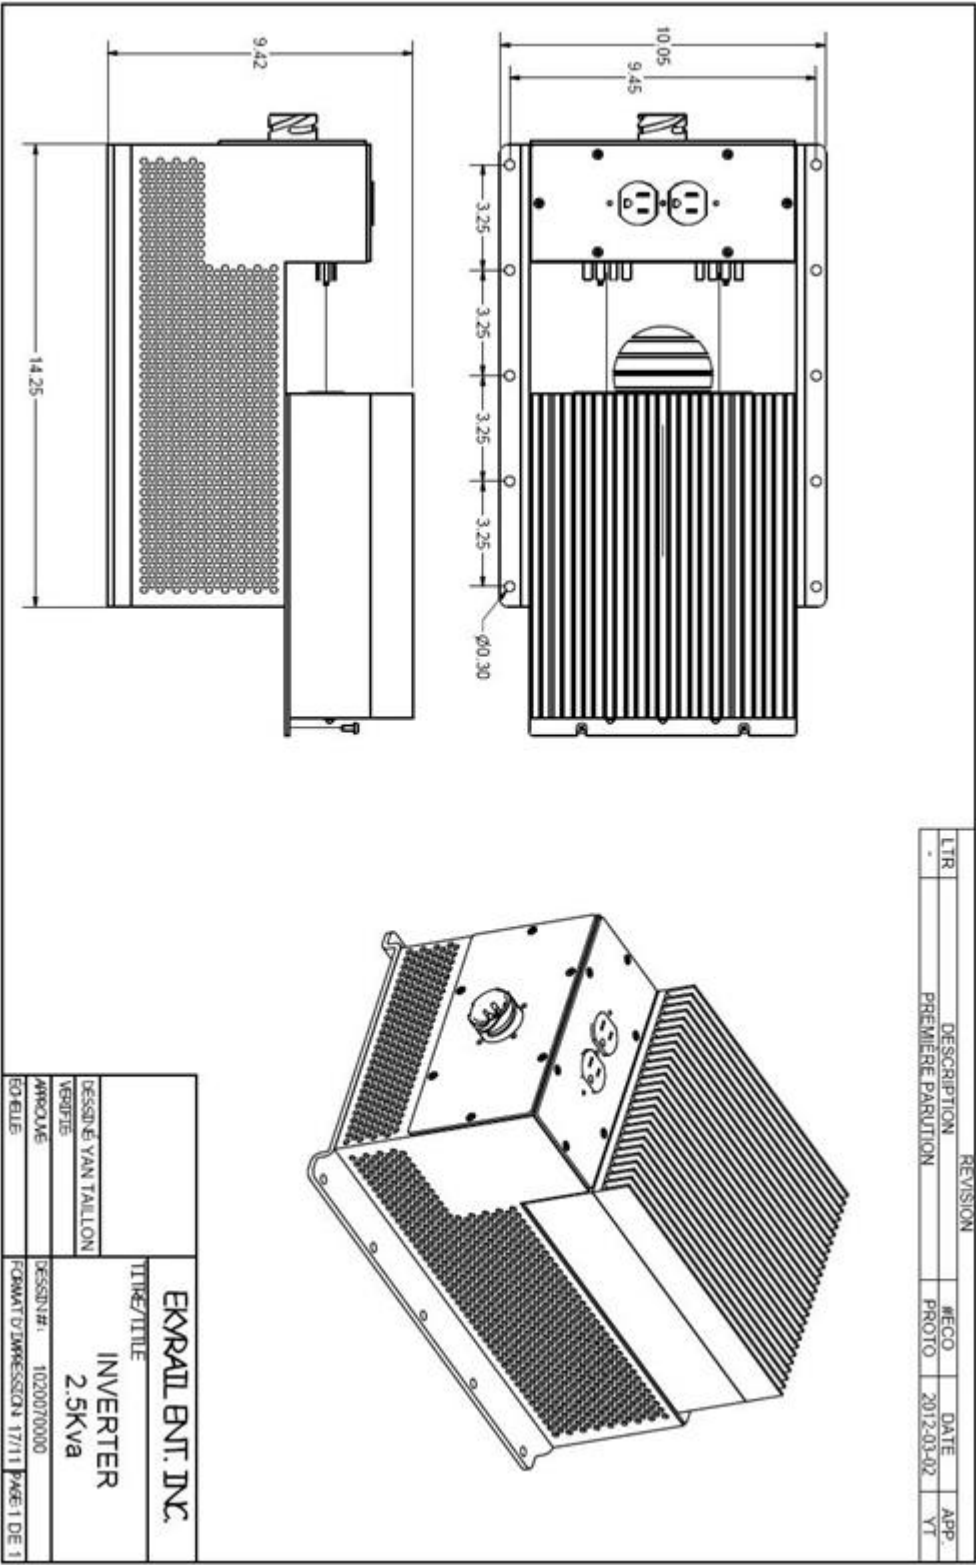 REVISION
LTR DESCRIPTION #ECO DATE APP.
- PREMIÈRE PARUTION PROTO 2012-03-02 YT
10.05
9.45
3.25 3.25 3.25 3.25
Ø0.30
9.42
14.25
EKYRAIL ENT. INC.
TITRE/TITLE
INVERTER
2.5Kva
DESSINÉ YAN TAILLON
VÉRIFIÉ
APPROUVÉ
ÉCHELLE
DESSIN #: 1020070000
FORMAT D'IMPRESSION 17/11 PAGE 1 DE 1